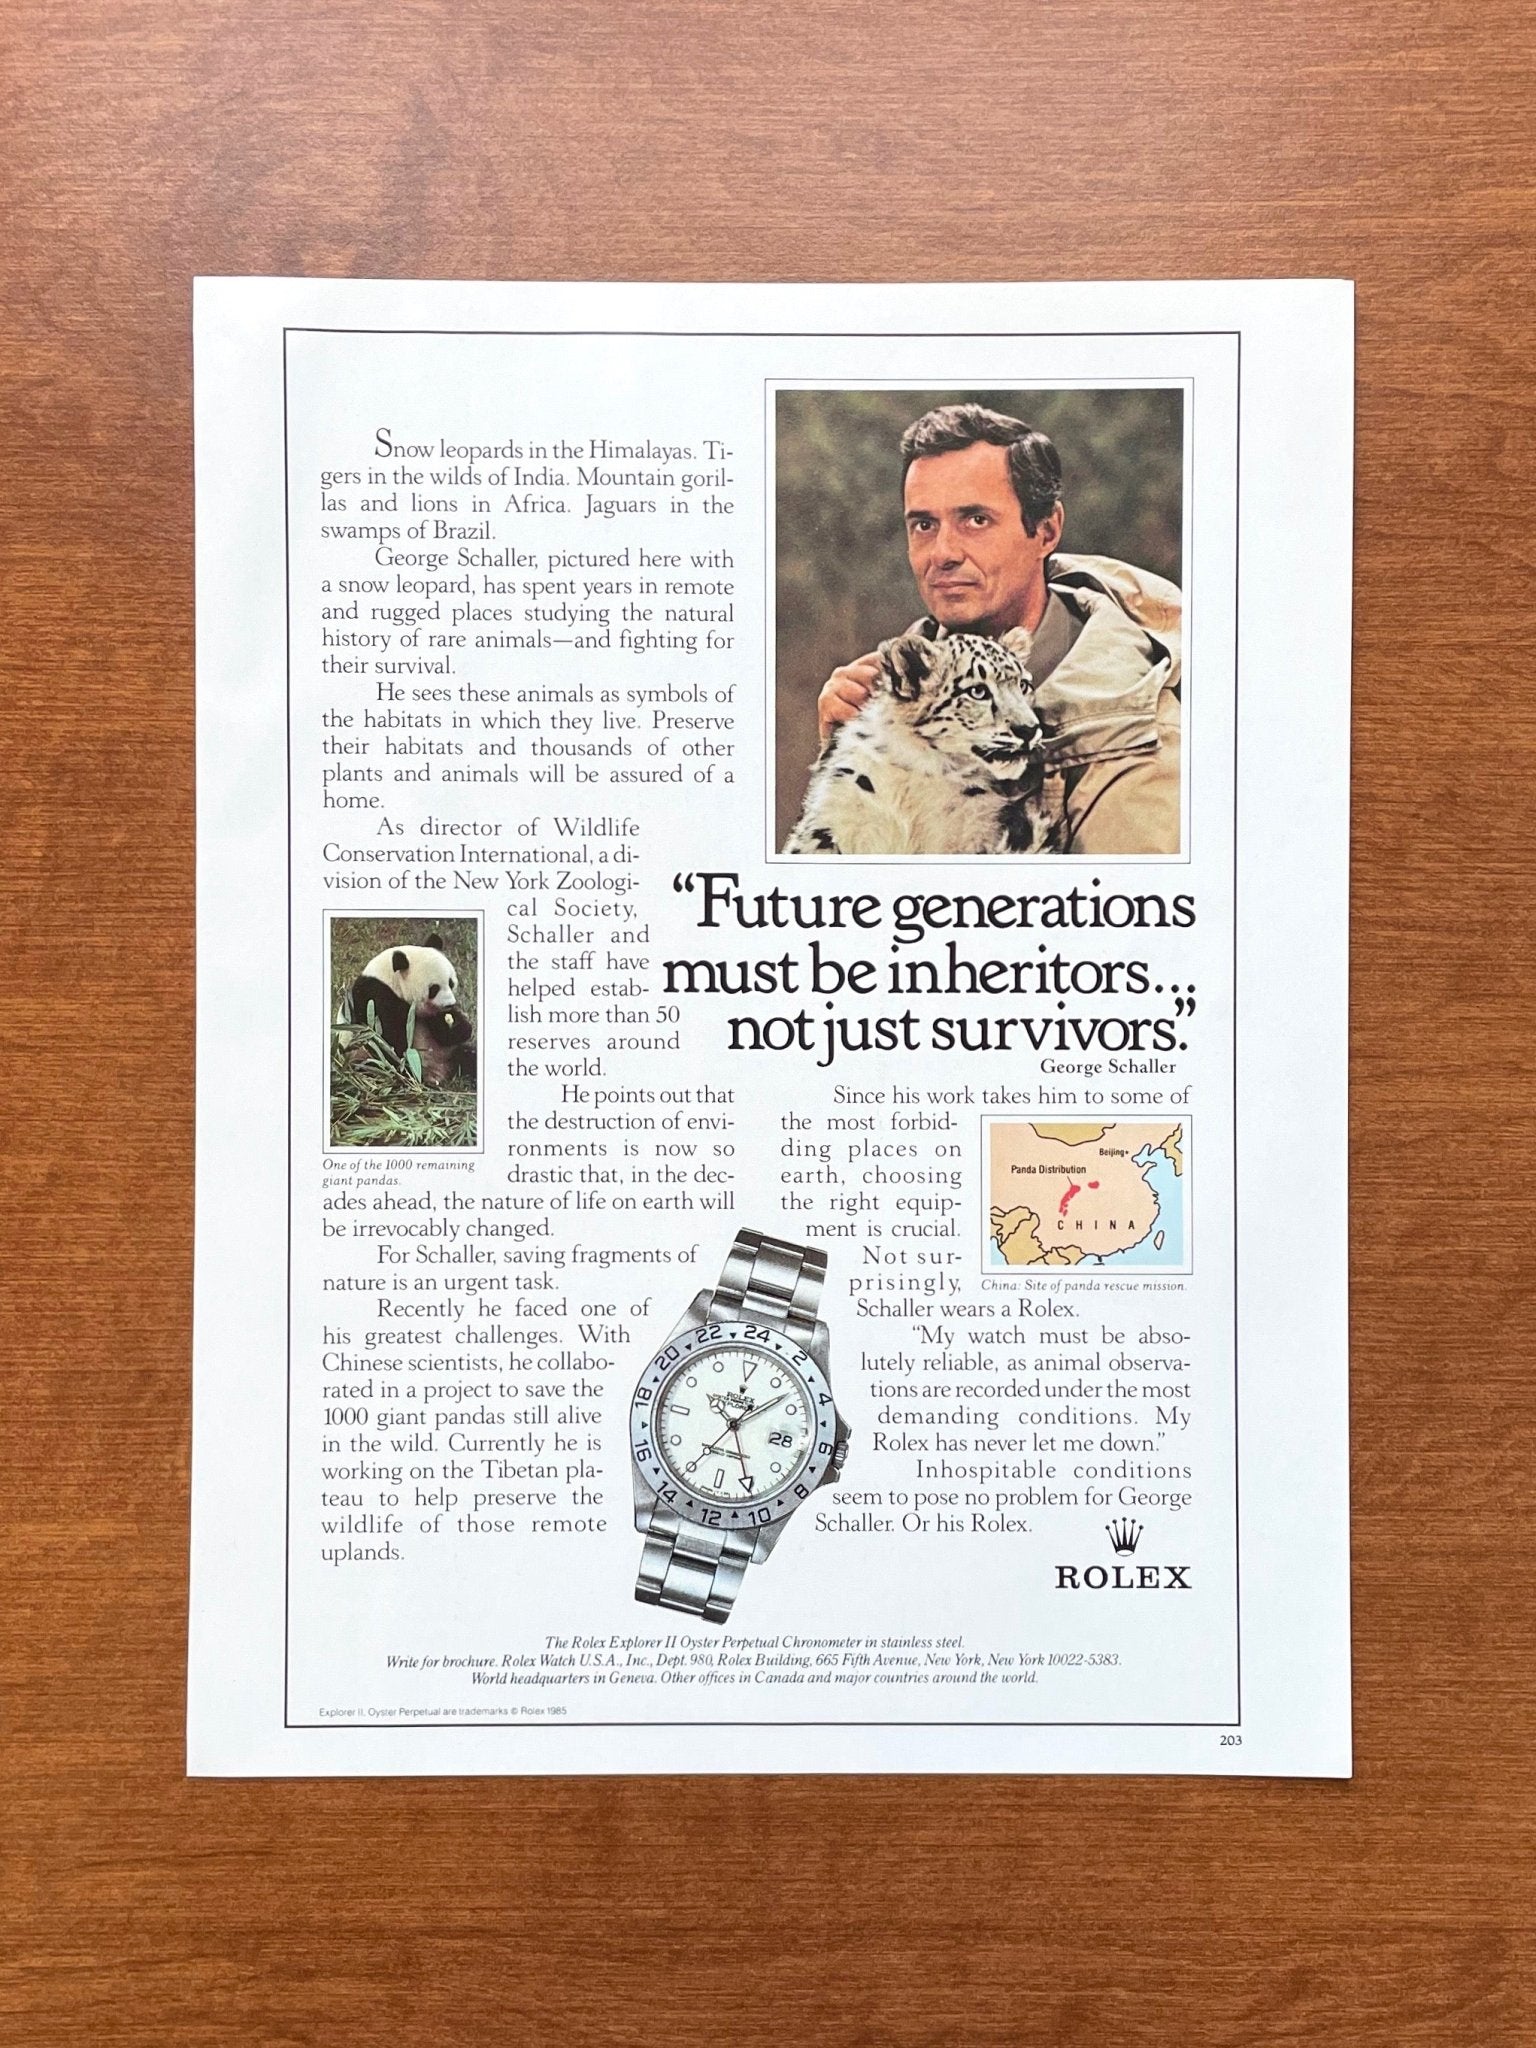 Snow leopards in the Himalayas. Ti-
gers in the wilds of India. Mountain goril-
las and lions in Africa. Jaguars in the
swamps of Brazil.
George Schaller, pictured here with
a snow leopard, has spent years in remote
and rugged places studying the natural
history of rare animals—and fighting for
their survival.
He sees these animals as symbols of
the habitats in which they live. Preserve
their habitats and thousands of other
plants and animals will be assured of a
home.
As director of Wildlife
Conservation International, a di-
vision of the New York Zoologi-
cal Society,
Schaller and
the staff have
helped estab-
lish more than 50
reserves around
the world.
He points out that
the destruction of envi-
ronments is now so
drastic that, in the dec-
ades ahead, the nature of life on earth will
be irrevocably changed.
For Schaller, saving fragments of
nature is an urgent task.
Recently he faced one of
his greatest challenges. With
Chinese scientists, he collabo-
rated in a project to save the
1000 giant pandas still alive
in the wild. Currently he is
working on the Tibetan pla-
teau to help preserve the
wildlife of those remote
uplands.
One of the 1000 remaining
giant pandas.
“Future generations
must be inheritors...
not just survivors.”
George Schaller
Since his work takes him to some of
the most forbid-
ding places on
earth, choosing
the right equip-
ment is crucial.
Not sur-
prisingly,
Schaller wears a Rolex.
“My watch must be abso-
lutely reliable, as animal observa-
tions are recorded under the most
demanding conditions. My
Rolex has never let me down.”
Inhospitable conditions
seem to pose no problem for George
Schaller. Or his Rolex.
Beijing
Panda Distribution
CHINA
China: Site of panda rescue mission.
22 24 2 4 6 8 10 12 14 16 18 20
ROLEX
28
ROLEX
The Rolex Explorer II Oyster Perpetual Chronometer in stainless steel.
Write for brochure. Rolex Watch U.S.A., Inc., Dept. 980, Rolex Building, 665 Fifth Avenue, New York, New York 10022-5383.
World headquarters in Geneva. Other offices in Canada and major countries around the world.
Explorer II, Oyster Perpetual are trademarks © Rolex 1985
203